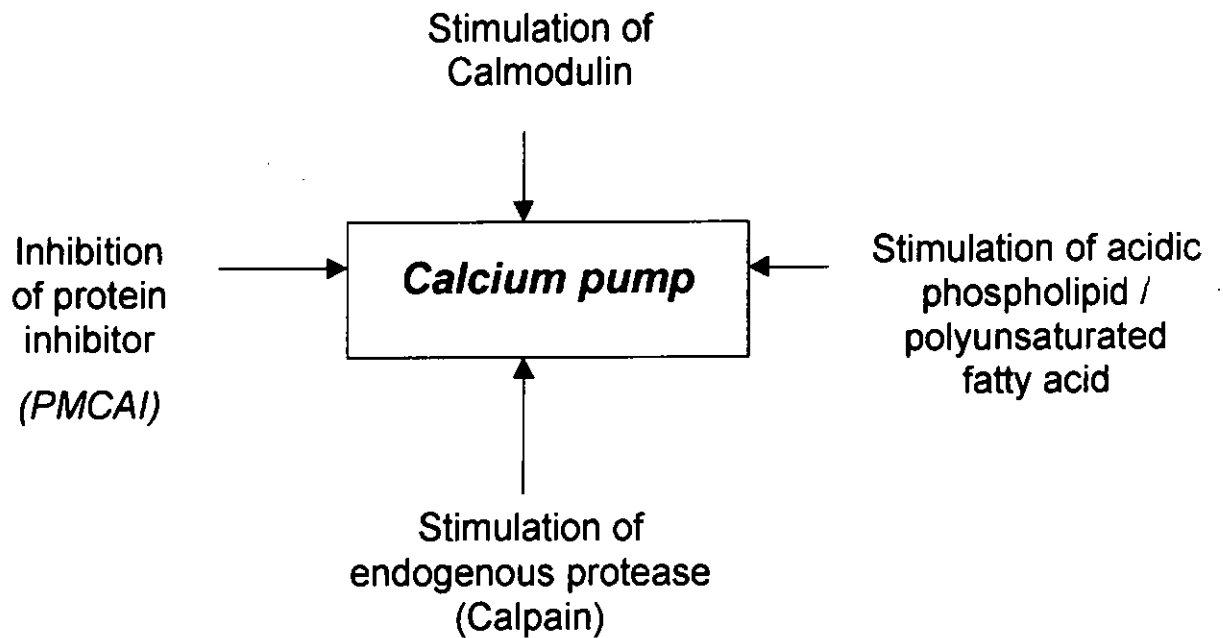 Stimulation of
Calmodulin
Inhibition
of protein
inhibitor
(PMCAI)
Calcium pump
Stimulation of acidic
phospholipid /
polyunsaturated
fatty acid
Stimulation of
endogenous protease
(Calpain)